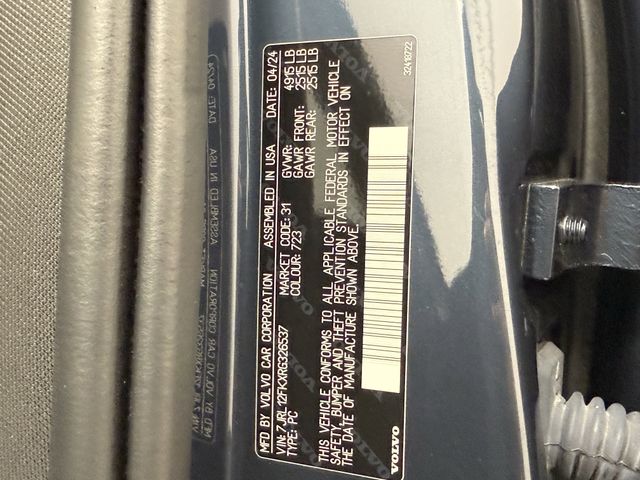 MFD BY VOLVO CAR CORPORATION ASSEMBLED IN USA DATE: 04/24
VIN: 7JRL12FKXRG326537 GVWR: 4915 LB
TYPE: PC MARKET CODE: 31 GAWR FRONT: 2515 LB
COLOUR: 723 GAWR REAR: 2515 LB
THIS VEHICLE CONFORMS TO ALL APPLICABLE FEDERAL MOTOR VEHICLE
SAFETY, BUMPER AND THEFT PREVENTION STANDARDS IN EFFECT ON
THE DATE OF MANUFACTURE SHOWN ABOVE.
VOLVO
32419722